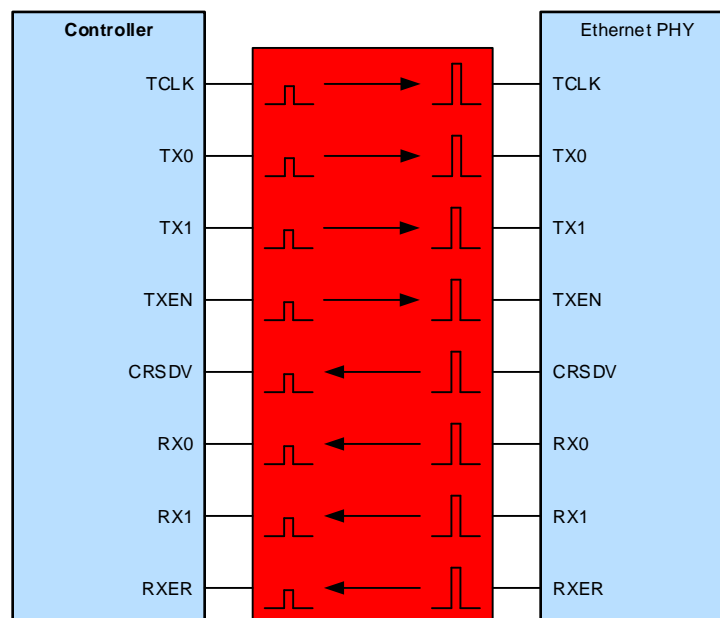 Controller Ethernet PHY
TCLK TCLK
TX0 TX0
TX1 TX1
TXEN TXEN
CRSDV CRSDV
RX0 RX0
RX1 RX1
RXER RXER